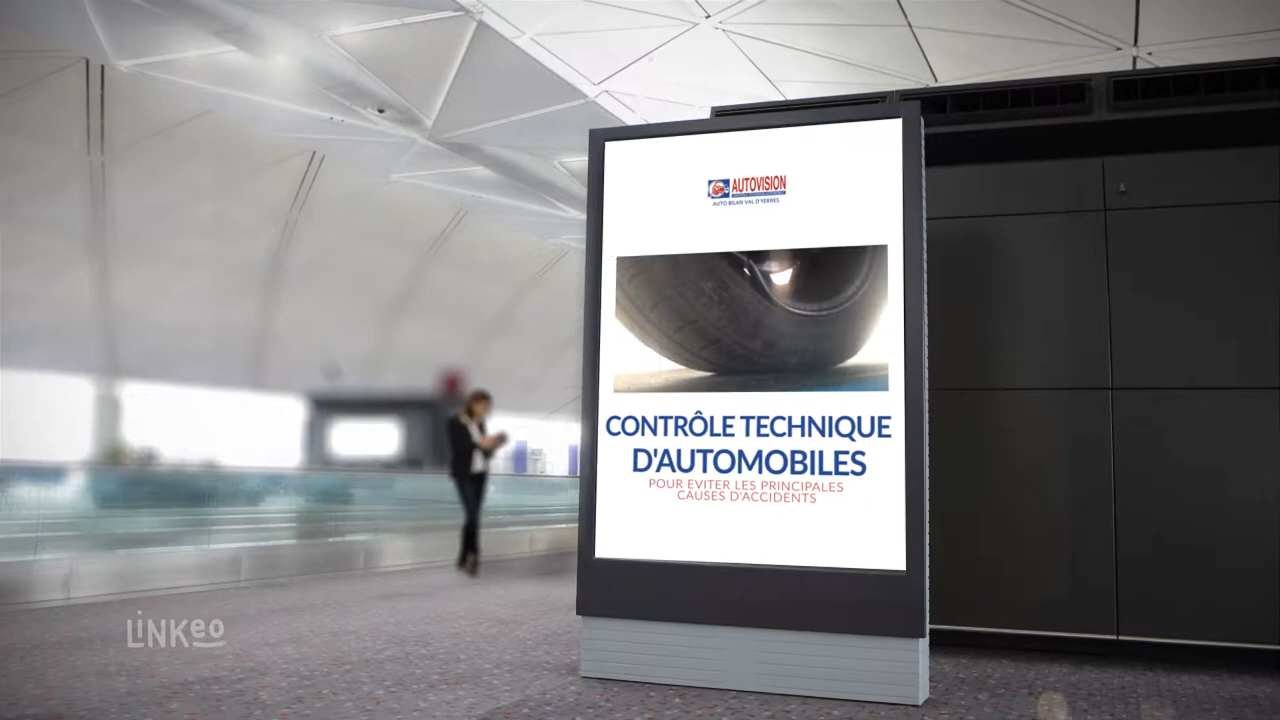 AUTOVISION
AUTO BILAN VAL D'YERRES
CONTRÔLE TECHNIQUE
D'AUTOMOBILES
POUR EVITER LES PRINCIPALES
CAUSES D'ACCIDENTS
LiNKeo